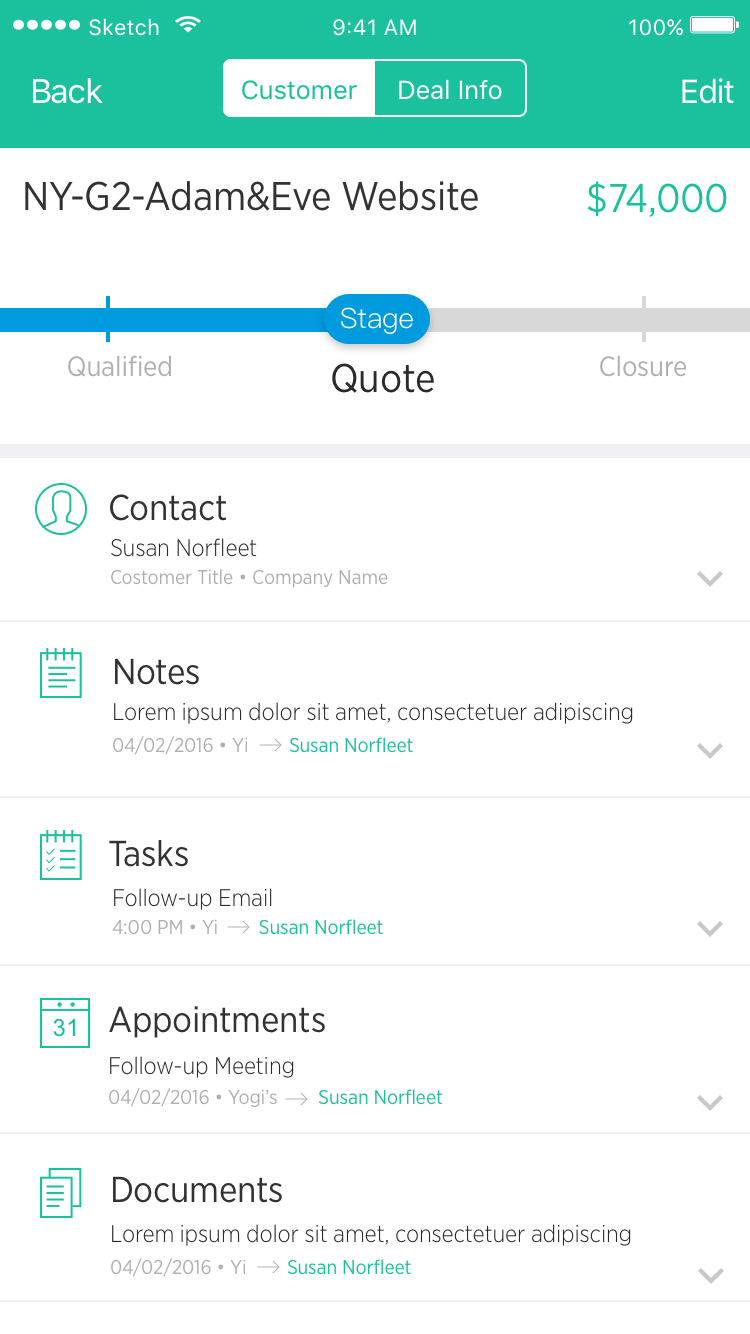 Sketch 9:41 AM 100%
Back Customer Deal Info Edit
NY-G2-Adam&Eve Website $74,000
Stage
Qualified Quote Closure
Contact
Susan Norfleet
Costomer Title • Company Name
Notes
Lorem ipsum dolor sit amet, consectetuer adipiscing
04/02/2016 • Yi → Susan Norfleet
Tasks
Follow-up Email
4:00 PM • Yi → Susan Norfleet
31 Appointments
Follow-up Meeting
04/02/2016 • Yogi's → Susan Norfleet
Documents
Lorem ipsum dolor sit amet, consectetuer adipiscing
04/02/2016 • Yi → Susan Norfleet